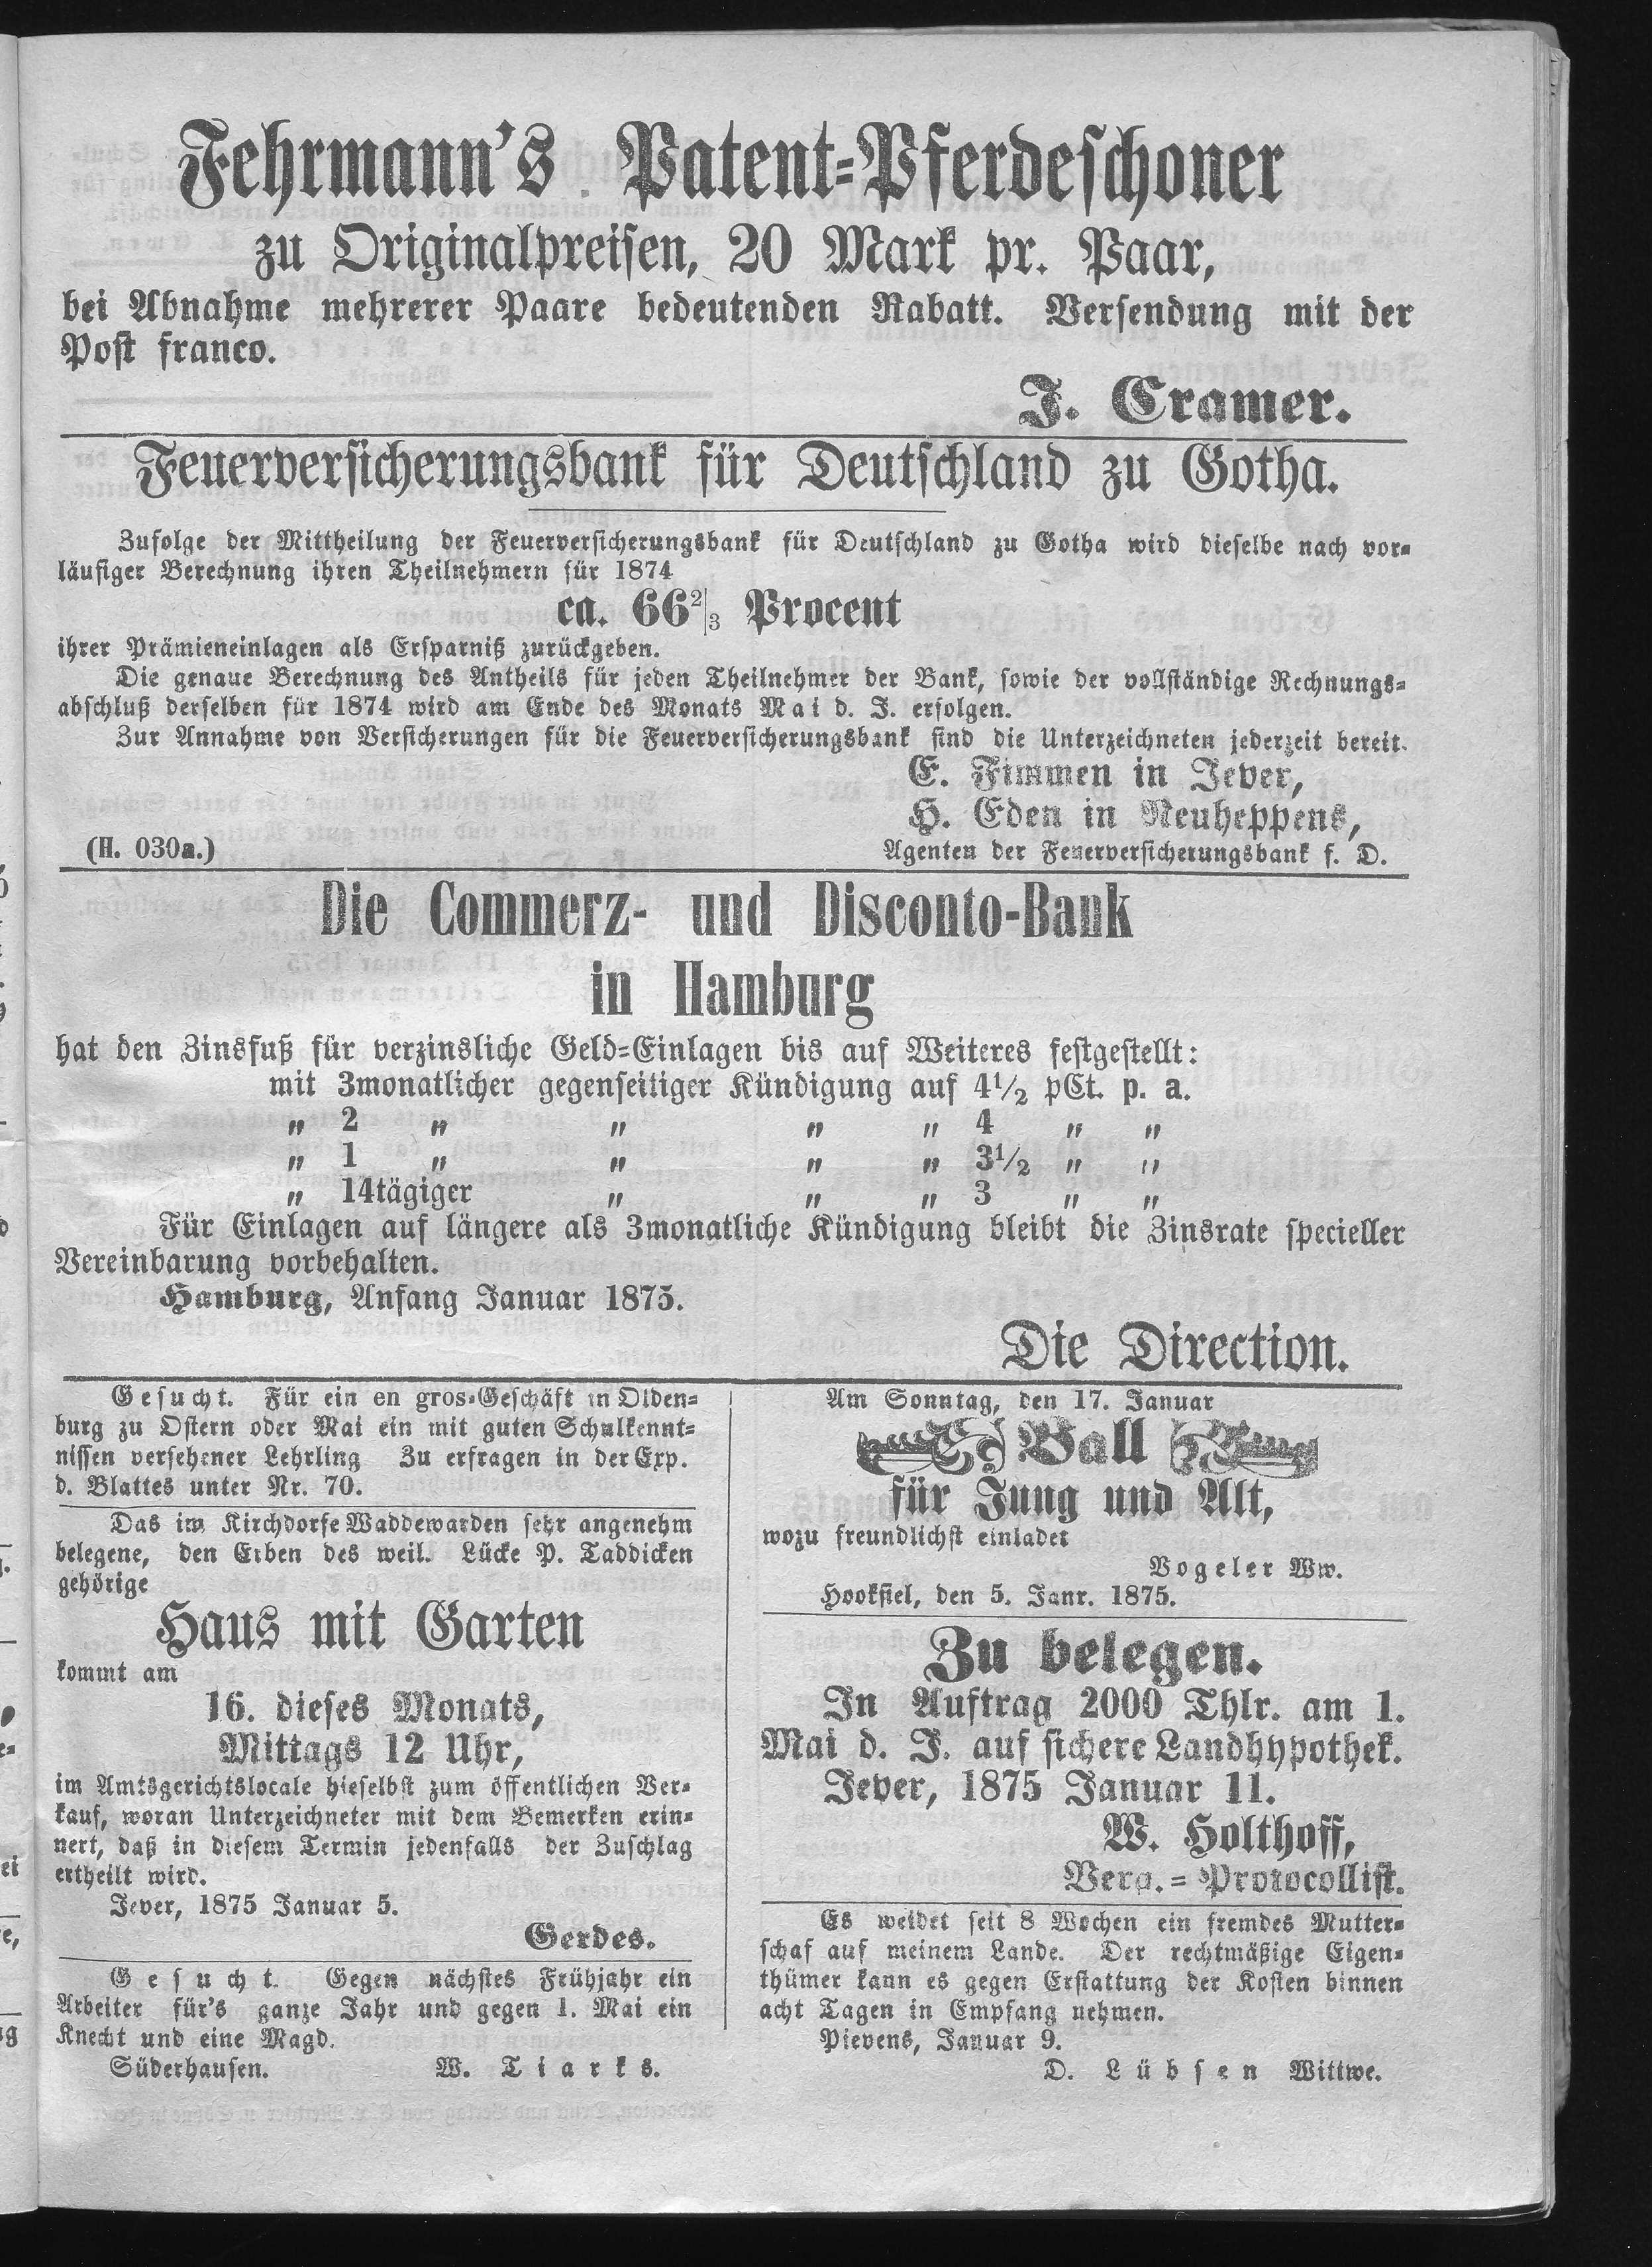 Fehrmann's Patent=Pferdeschoner
zu Originalpreisen, 20 Mark pr. Paar,
bei Abnahme mehrerer Paare bedeutenden Rabatt. Versendung mit der
Post franco.
J. Cramer.
Feuerversicherungsbank für Deutschland zu Gotha.
Zufolge der Mittheilung der Feuerversicherungsbank für Deutschland zu Gotha wird dieselbe nach vor=
läufiger Berechnung ihren Theilnehmern für 1874
ca. 66 2/3 Procent
ihrer Prämieneinlagen als Ersparniß zurückgeben.
Die genaue Berechnung des Antheils für jeden Theilnehmer der Bank, sowie der vollständige Rechnungs=
abschluß derselben für 1874 wird am Ende des Monats Mai d. J. erfolgen.
Zur Annahme von Versicherungen für die Feuerversicherungsbank sind die Unterzeichneten jederzeit bereit.
E. Fimmen in Jever,
H. Eden in Neuheppens,
(H. 030a.) Agenten der Feuerversicherungsbank f. D.
Die Commerz- und Disconto-Bank
in Hamburg
hat den Zinsfuß für verzinsliche Geld=Einlagen bis auf Weiteres festgestellt:
mit 3monatlicher gegenseitiger Kündigung auf 4½ pCt. p. a.
„ 2 „ „ „ „ 4 „ „
„ 1 „ „ „ „ 3½ „ „
„ 14tägiger „ „ „ 3 „ „
Für Einlagen auf längere als 3monatliche Kündigung bleibt die Zinsrate specieller
Vereinbarung vorbehalten.
Hamburg, Anfang Januar 1875.
Die Direction.
Gesucht. Für ein en gros=Geschäft in Olden=
burg zu Ostern oder Mai ein mit guten Schulkennt=
nissen versehener Lehrling Zu erfragen in der Exp.
d. Blattes unter Nr. 70.
Das im Kirchdorfe Waddewarden sehr angenehm
belegene, den Erben des weil. Lücke P. Taddicken
gehörige
Haus mit Garten
kommt am
16. dieses Monats,
Mittags 12 Uhr,
im Amtsgerichtslocale hieselbst zum öffentlichen Ver=
kauf, woran Unterzeichneter mit dem Bemerken erin=
nert, daß in diesem Termin jedenfalls der Zuschlag
ertheilt wird.
Jever, 1875 Januar 5.
Gerdes.
Gesucht. Gegen nächstes Frühjahr ein
Arbeiter für's ganze Jahr und gegen 1. Mai ein
Knecht und eine Magd.
Süderhausen. W. Tiarks.
Am Sonntag, den 17. Januar
Ball
für Jung und Alt,
wozu freundlichst einladet
Vogeler Ww.
Hooksiel, den 5. Janr. 1875.
Zu belegen.
In Auftrag 2000 Thlr. am 1.
Mai d. J. auf sichere Landhypothek.
Jever, 1875 Januar 11.
W. Holthoff,
Verg.=Protocollist.
Es weidet seit 8 Wochen ein fremdes Mutter=
schaf auf meinem Lande. Der rechtmäßige Eigen=
thümer kann es gegen Erstattung der Kosten binnen
acht Tagen in Empfang nehmen.
Pievens, Januar 9.
D. Lübsen Wittwe.